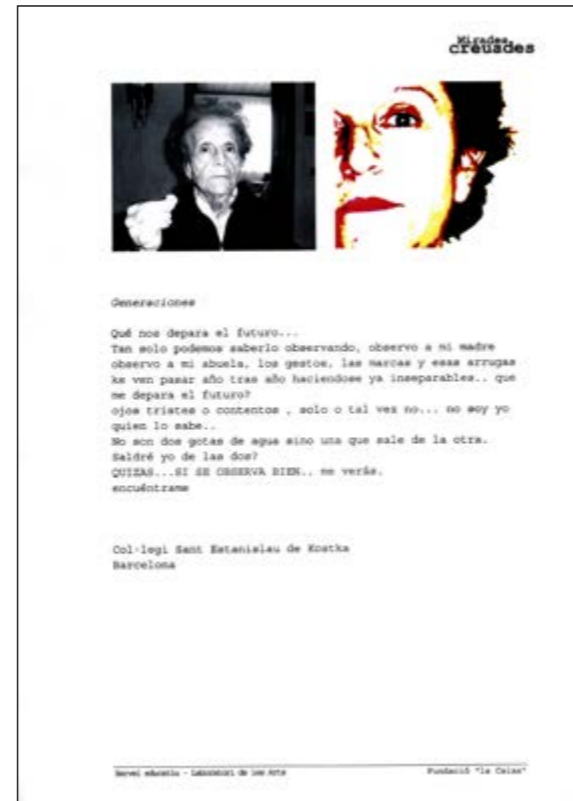 Mirades
creuades
Generaciones
Qué nos depara el futuro...
Tan solo podemos saberlo observando, observo a mi madre
observo a mi abuela, los gestos, las marcas y esas arrugas
ke ven pasar año tras año haciendose ya inseparables.. que
me depara el futuro?
ojos tristes o contentos , solo o tal vez no... no soy yo
quien lo sabe..
No son dos gotas de agua sino una que sale de la otra.
Saldré yo de las dos?
QUIZAS...SI SE OBSERVA BIEN.. me verás.
encuéntrame
Col·legi Sant Estanislau de Kostka
Barcelona
Servei educatiu - Laboratori de les Arts
Fundació "la Caixa"